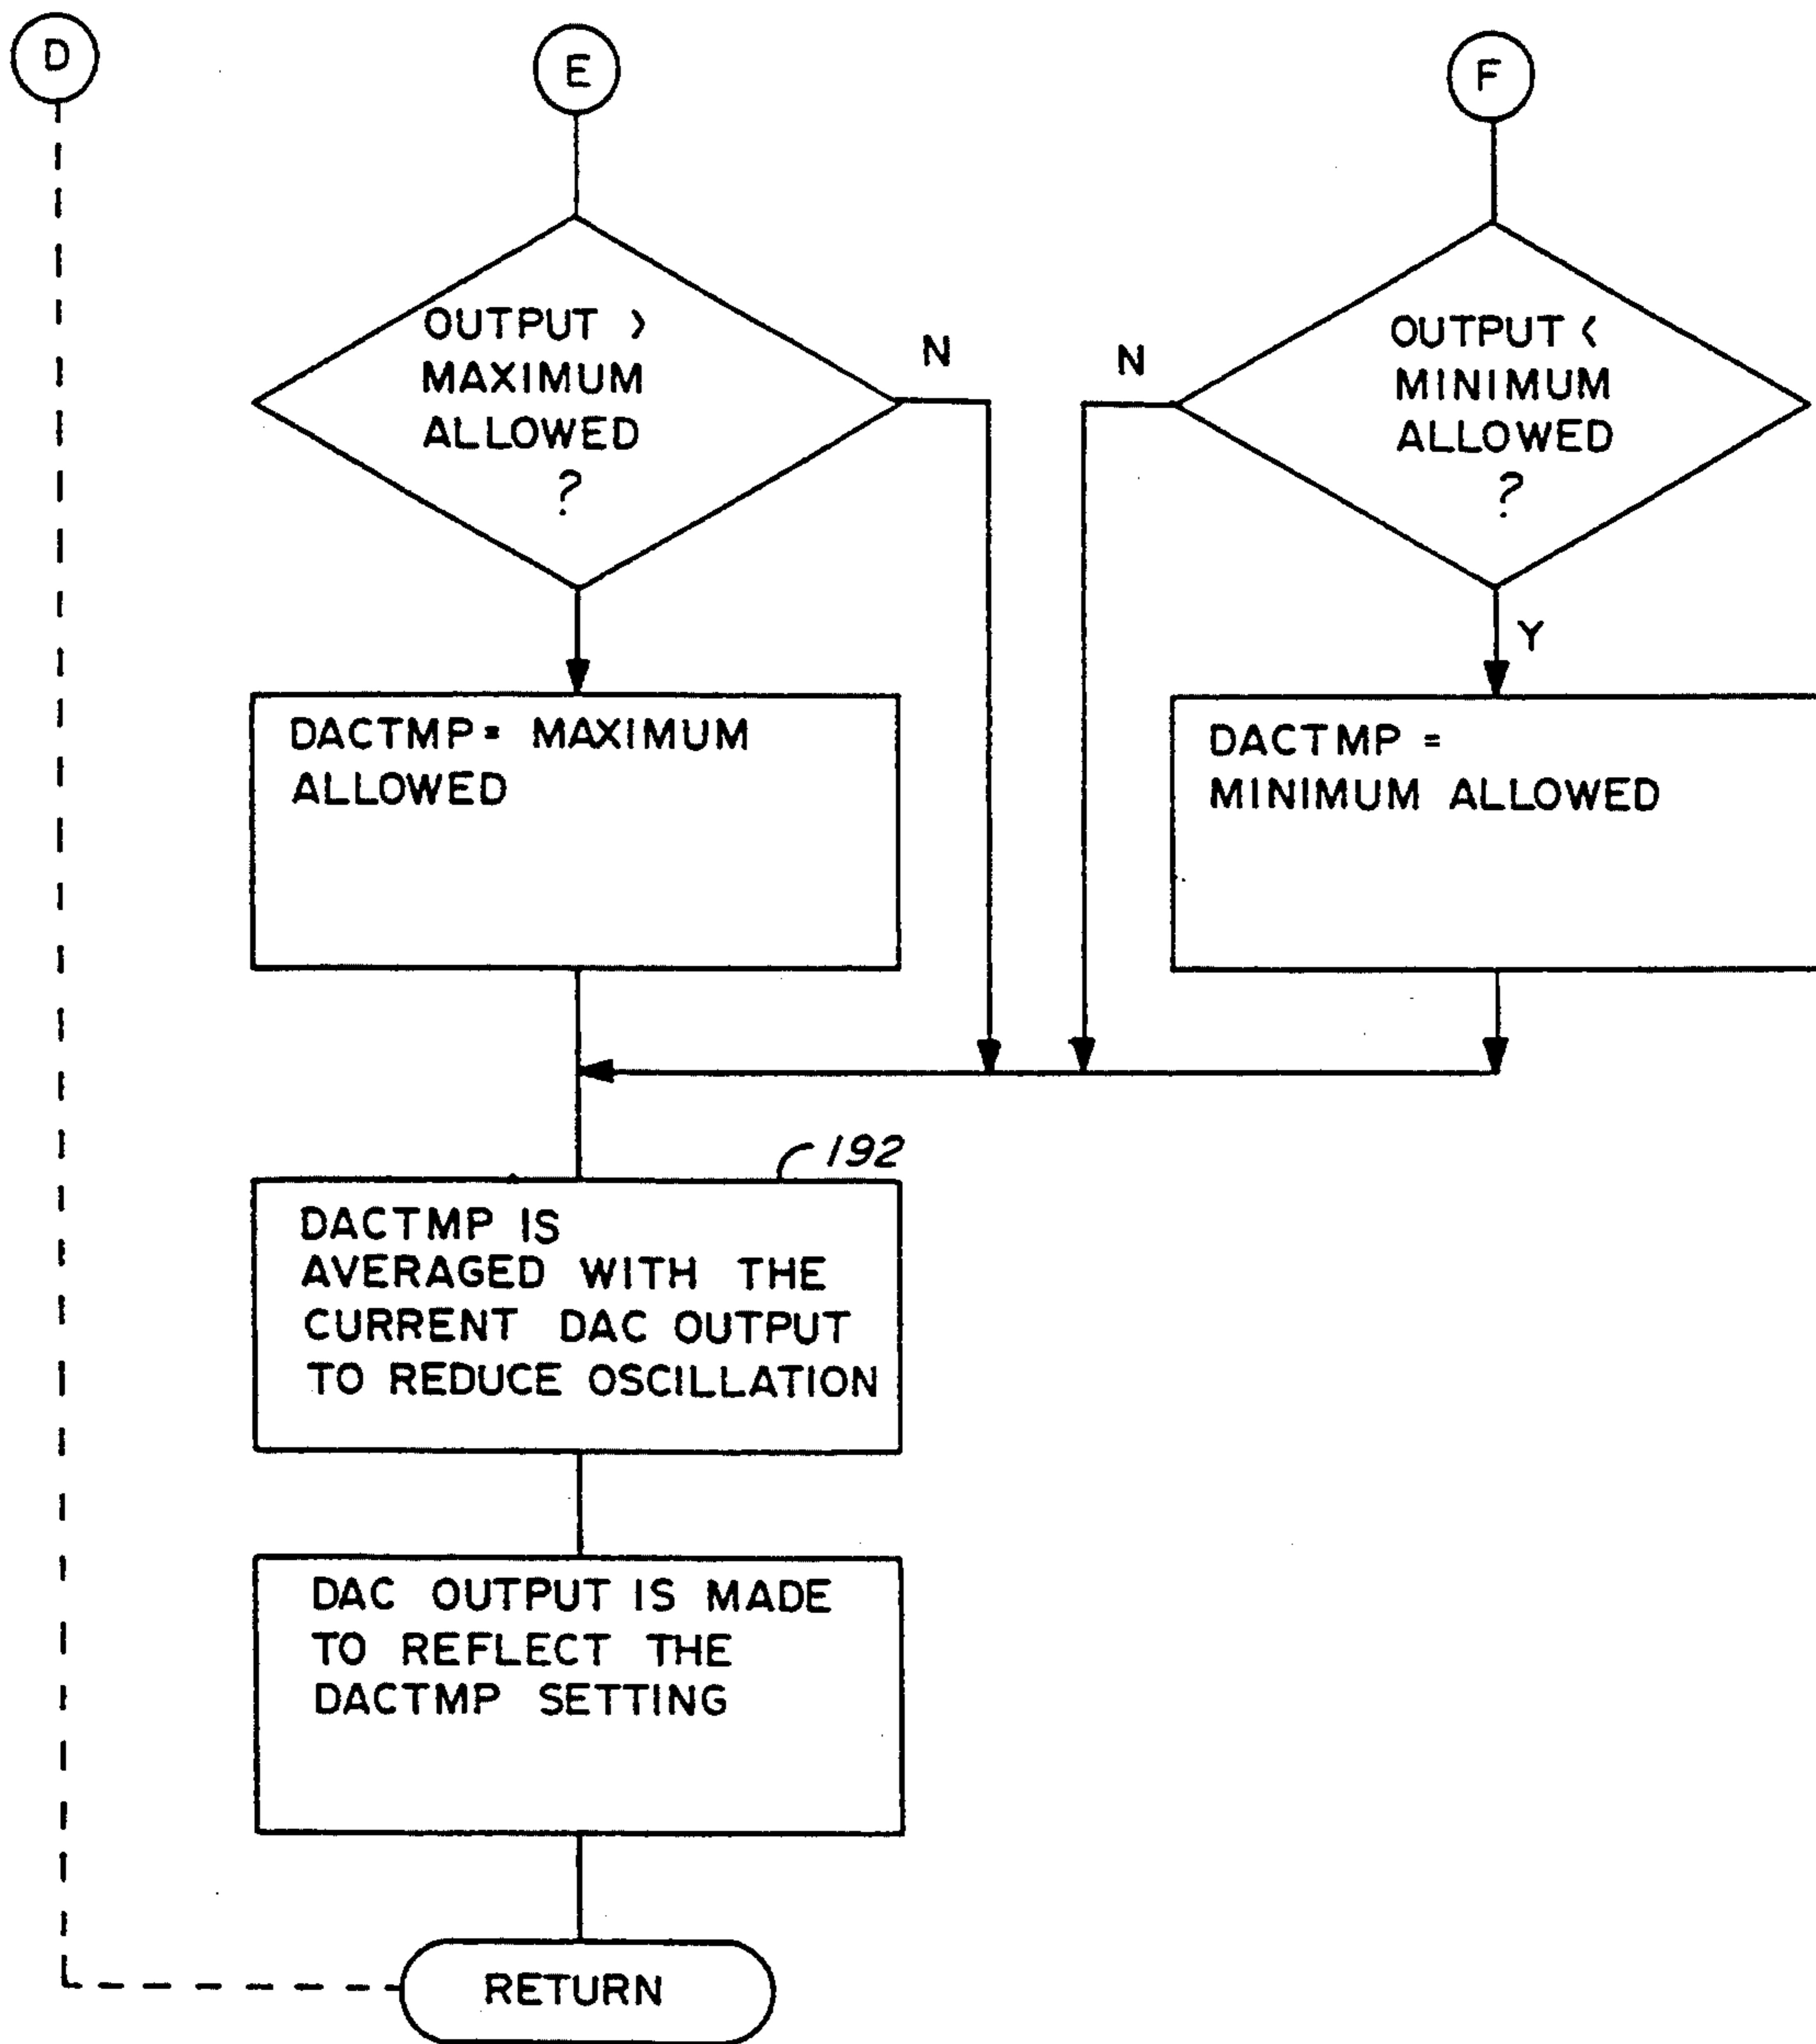 D
E
F
OUTPUT >
MAXIMUM
ALLOWED
?
N
N
OUTPUT <
MINIMUM
ALLOWED
?
Y
DACTMP = MAXIMUM
ALLOWED
DACTMP =
MINIMUM ALLOWED
192
DACTMP IS
AVERAGED WITH THE
CURRENT DAC OUTPUT
TO REDUCE OSCILLATION
DAC OUTPUT IS MADE
TO REFLECT THE
DACTMP SETTING
RETURN